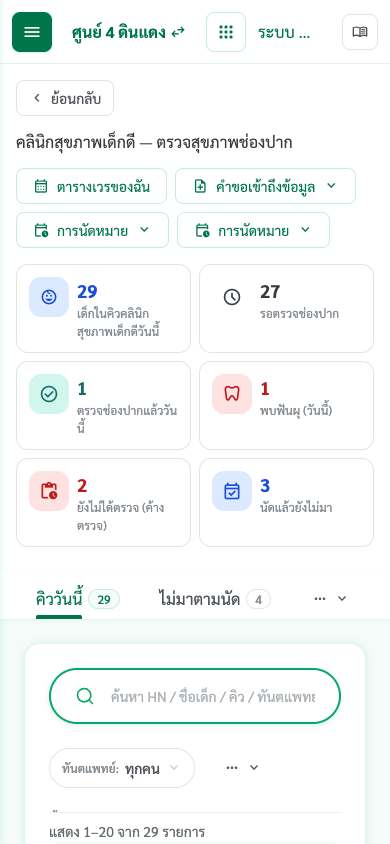 ศูนย์ 4 ดินแดง
ระบบ ...
ย้อนกลับ
คลินิกสุขภาพเด็กดี — ตรวจสุขภาพช่องปาก
ตารางเวรของฉัน
คำขอเข้าถึงข้อมูล
การนัดหมาย
การนัดหมาย
29
เด็กในคิวคลินิก
สุขภาพเด็กดีวันนี้
27
รอตรวจช่องปาก
1
ตรวจช่องปากแล้ววัน
นี้
1
พบฟันผุ (วันนี้)
2
ยังไม่ได้ตรวจ (ค้าง
ตรวจ)
3
นัดแล้วยังไม่มา
คิววันนี้ 29
ไม่มาตามนัด 4
...
ค้นหา HN / ชื่อเด็ก / คิว / ทันตแพทย
ทันตแพทย์: ทุกคน
...
แสดง 1–20 จาก 29 รายการ